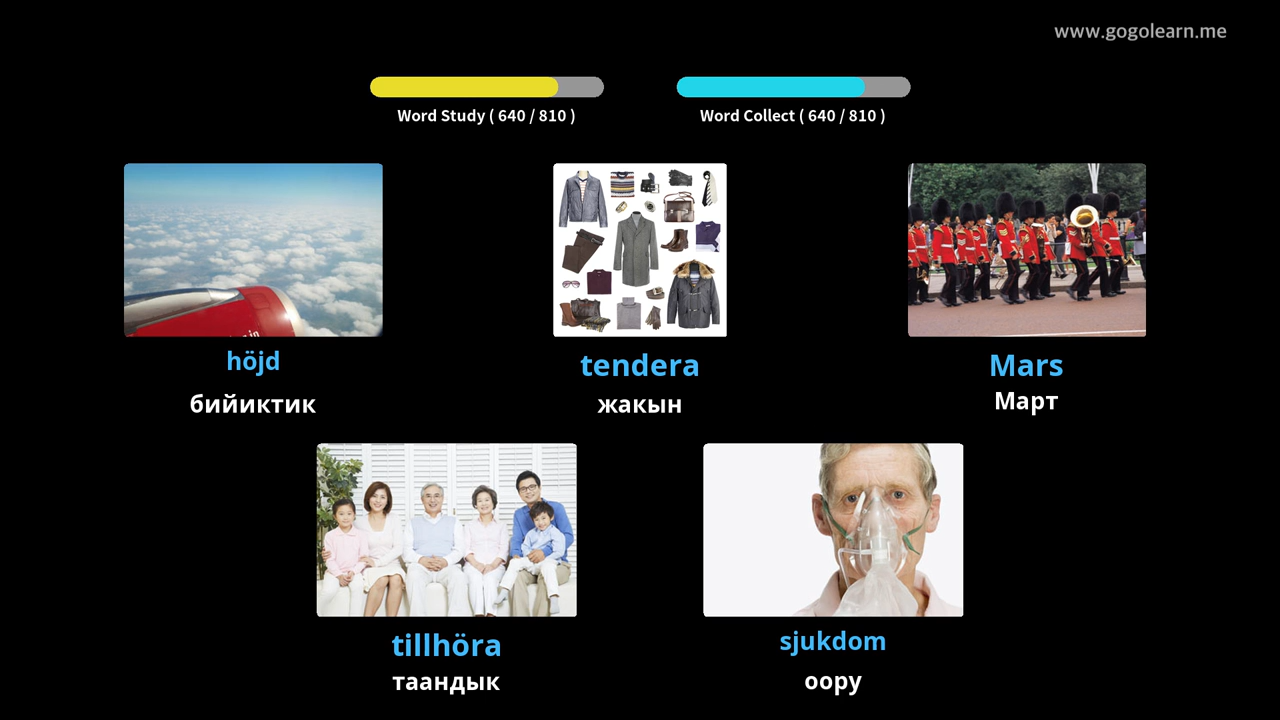 www.gogolearn.me
Word Study ( 640 / 810 )
Word Collect ( 640 / 810 )
höjd
бийиктик
tendera
жакын
Mars
Март
tillhöra
таандык
sjukdom
оору